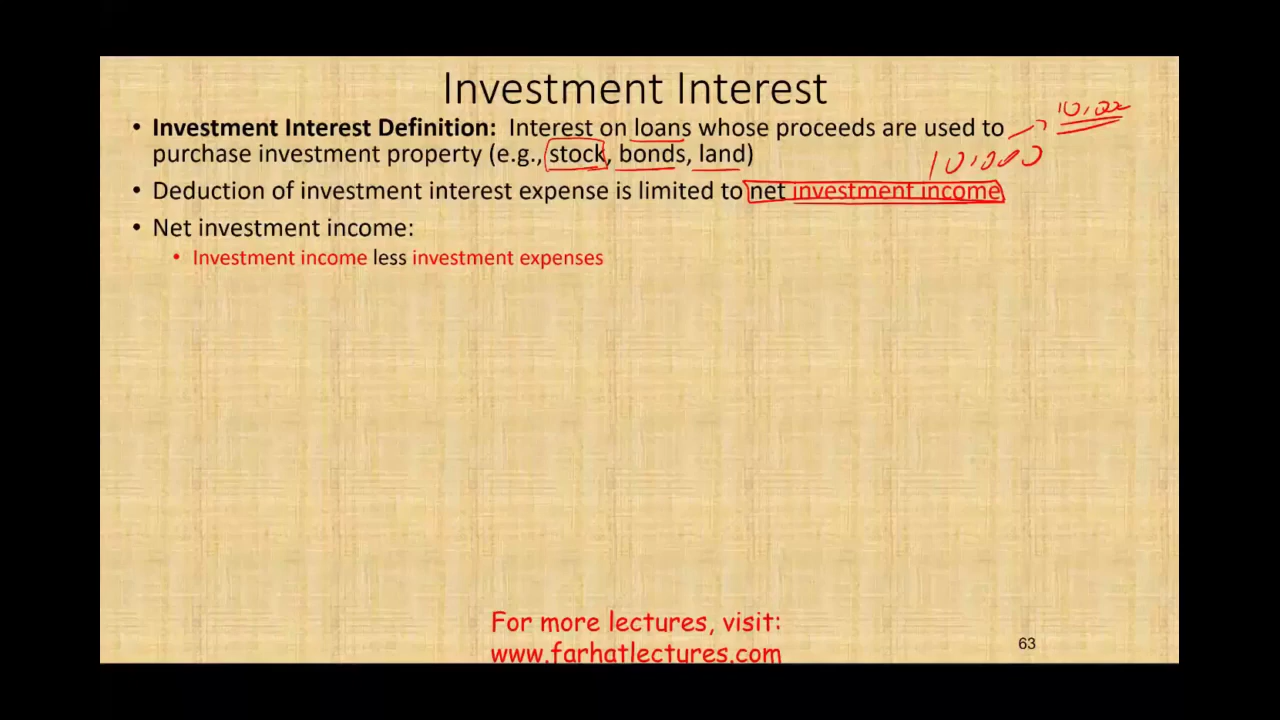 Investment Interest
• Investment Interest Definition: Interest on loans whose proceeds are used to
purchase investment property (e.g., stock, bonds, land)
10,000
• Deduction of investment interest expense is limited to net investment income
• Net investment income:
• Investment income less investment expenses
For more lectures, visit:
www.farhatlectures.com
63